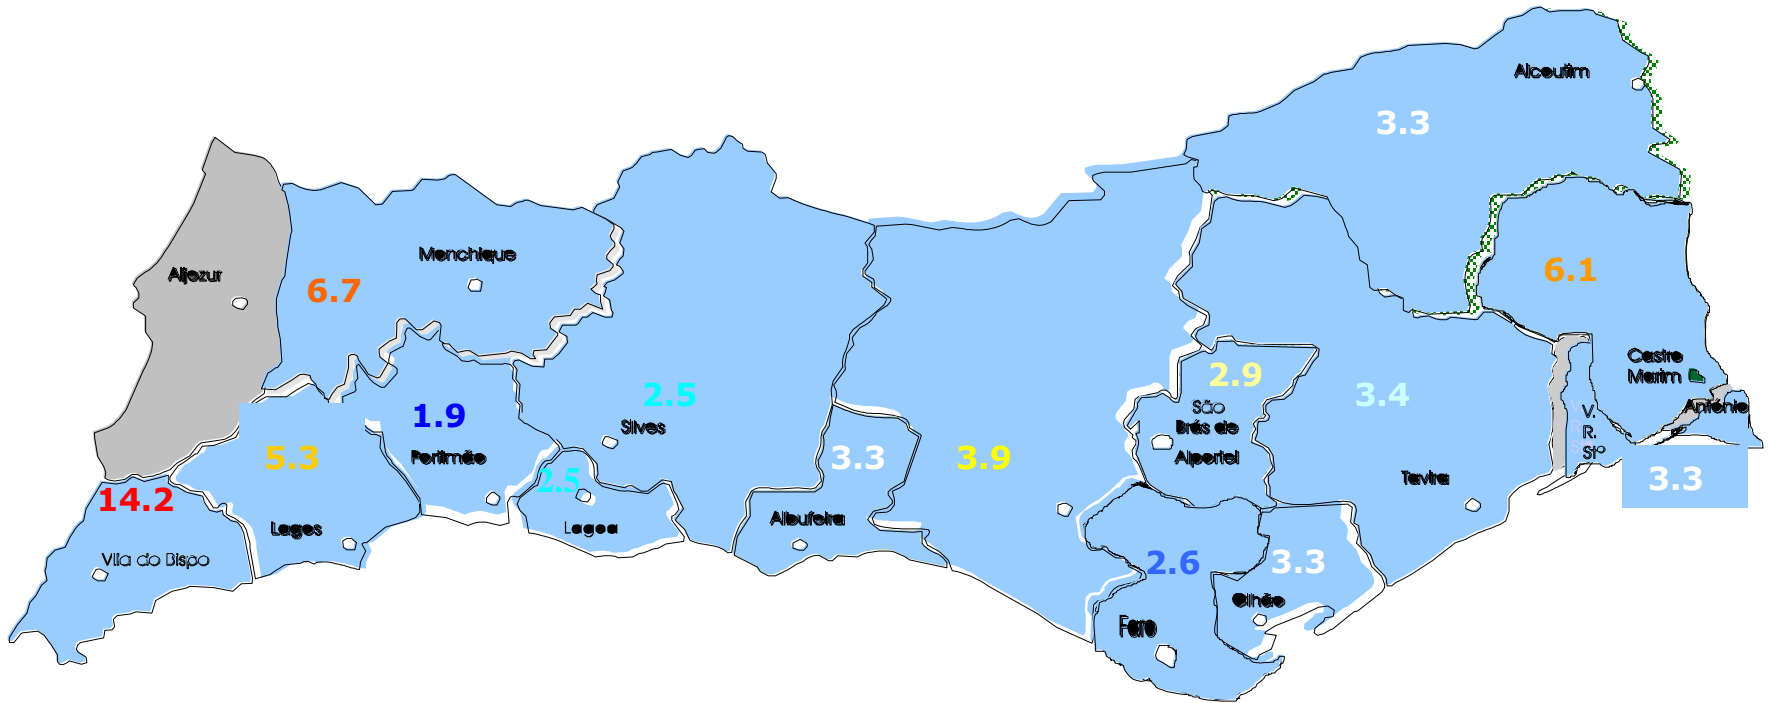 Alcoutim
3.3
Monchique
Aljezur
6.7
6.1
Castro
Marim
2.9
2.5
3.4
São
Brás de
Alportel
1.9
Silves
António
V.
R.
Stº
Portimão
5.3
3.3
3.9
2.5
Tavira
3.3
14.2
Lagos
Lagoa
Albufeira
Vila do Bispo
2.6
3.3
Olhão
Faro